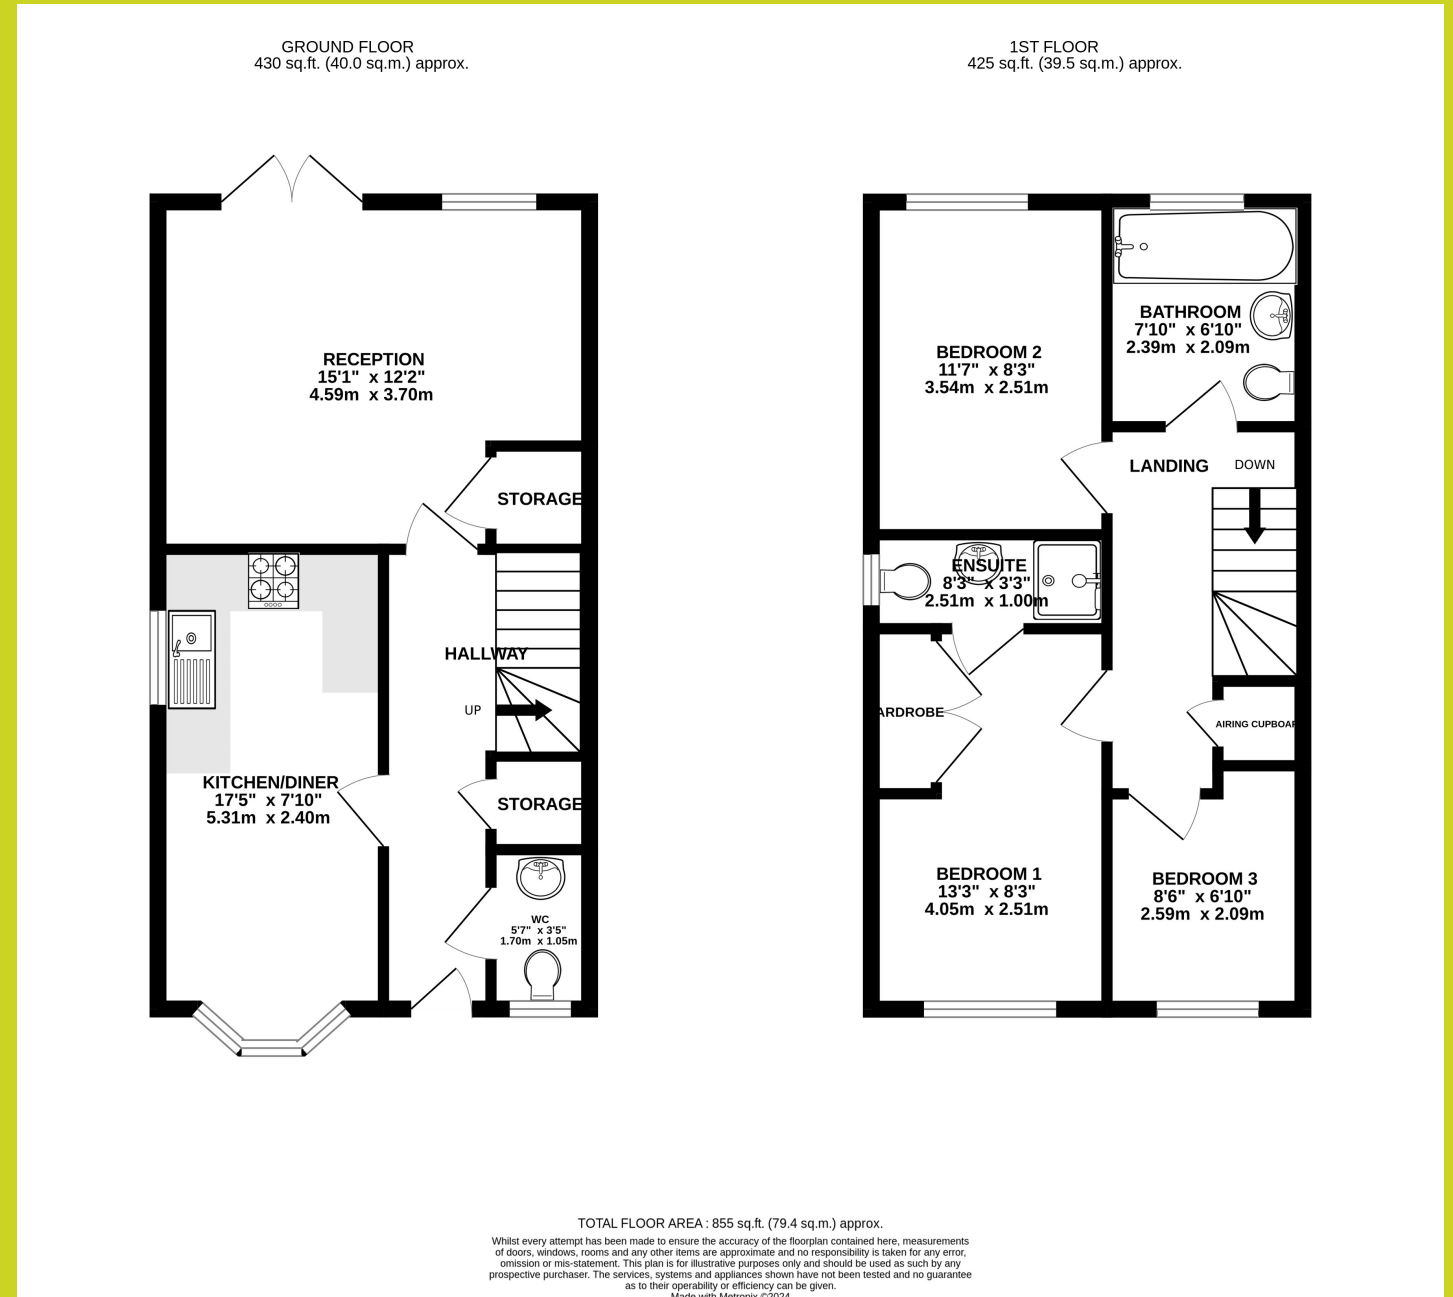 GROUND FLOOR
430 sq.ft. (40.0 sq.m.) approx.
1ST FLOOR
425 sq.ft. (39.5 sq.m.) approx.
RECEPTION
15'1" x 12'2"
4.59m x 3.70m
STORAGE
HALLWAY
UP
KITCHEN/DINER
17'5" x 7'10"
5.31m x 2.40m
STORAGE
WC
5'7" x 3'5"
1.70m x 1.05m
BATHROOM
7'10" x 6'10"
2.39m x 2.09m
BEDROOM 2
11'7" x 8'3"
3.54m x 2.51m
LANDING
DOWN
ENSUITE
8'3" x 3'3"
2.51m x 1.00m
ARDROBE
AIRING CUPBOAR
BEDROOM 1
13'3" x 8'3"
4.05m x 2.51m
BEDROOM 3
8'6" x 6'10"
2.59m x 2.09m
TOTAL FLOOR AREA : 855 sq.ft. (79.4 sq.m.) approx.
Whilst every attempt has been made to ensure the accuracy of the floorplan contained here, measurements
of doors, windows, rooms and any other items are approximate and no responsibility is taken for any error,
omission or mis-statement. This plan is for illustrative purposes only and should be used as such by any
prospective purchaser. The services, systems and appliances shown have not been tested and no guarantee
as to their operability or efficiency can be given.
Made with Metropix ©2024